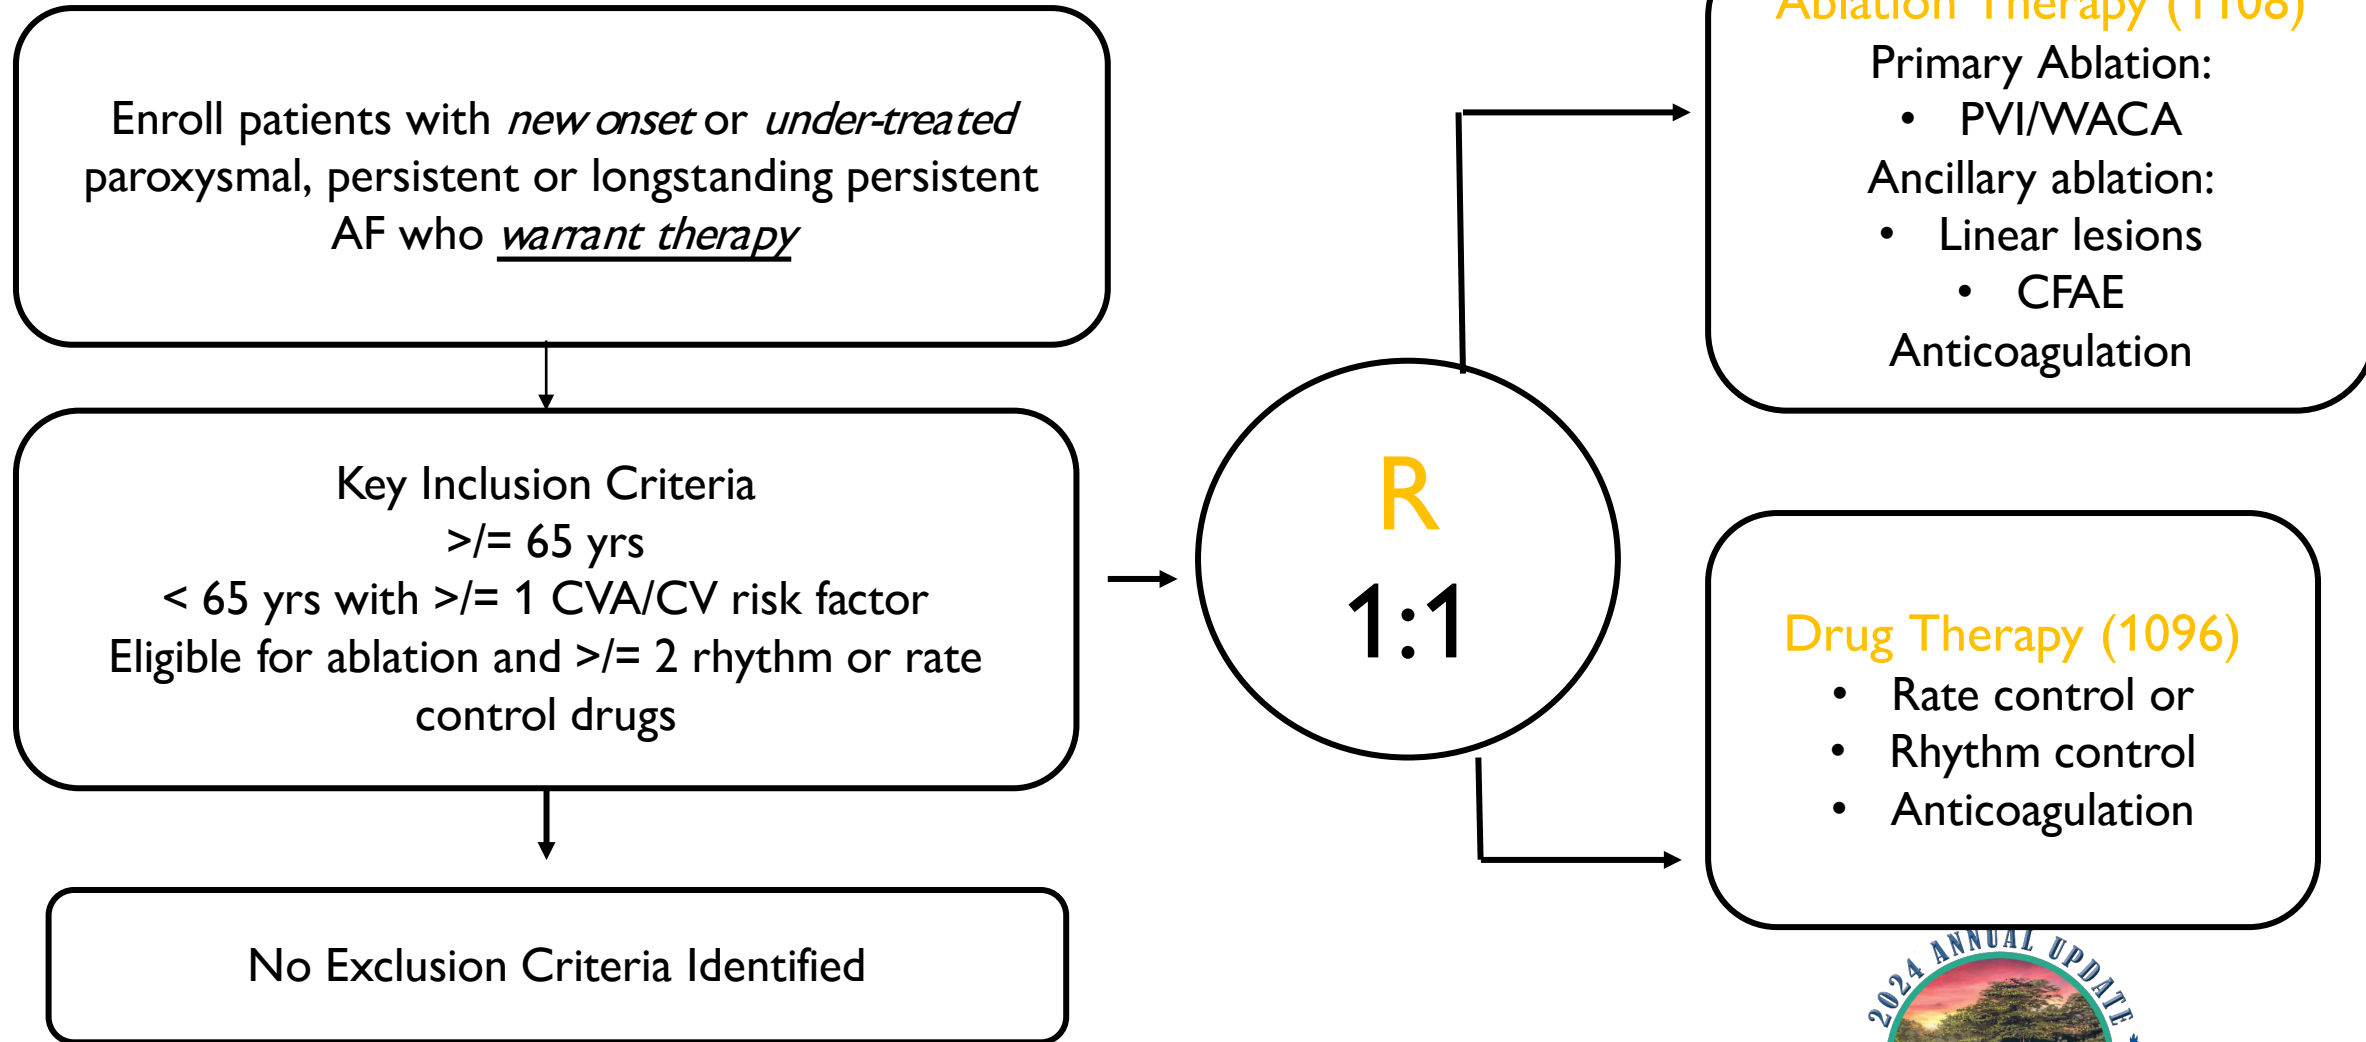 Enroll patients with new onset or under-treated
paroxysmal, persistent or longstanding persistent
AF who warrant therapy
Key Inclusion Criteria
>/= 65 yrs
< 65 yrs with >/= 1 CVA/CV risk factor
Eligible for ablation and >/= 2 rhythm or rate
control drugs
No Exclusion Criteria Identified
R
1:1
Ablation Therapy (1108)
Primary Ablation:
• PVI/WACA
Ancillary ablation:
• Linear lesions
• CFAE
Anticoagulation
Drug Therapy (1096)
• Rate control or
• Rhythm control
• Anticoagulation
2024 ANNUAL UPDATE